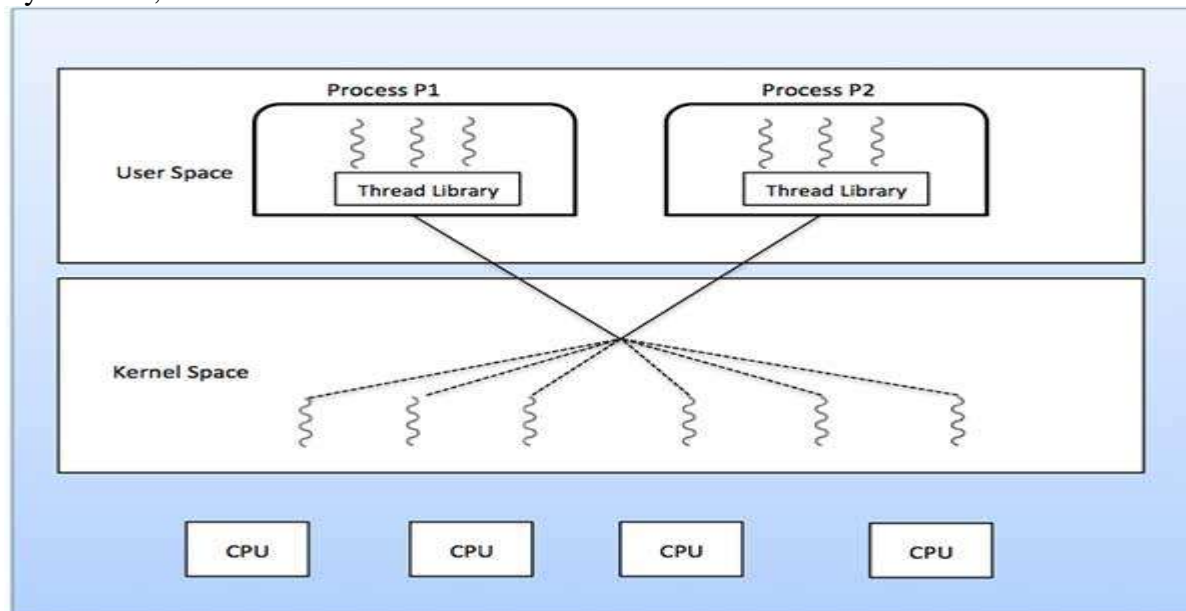 Process P1 Process P2
User Space
Thread Library Thread Library
Kernel Space
CPU CPU CPU CPU